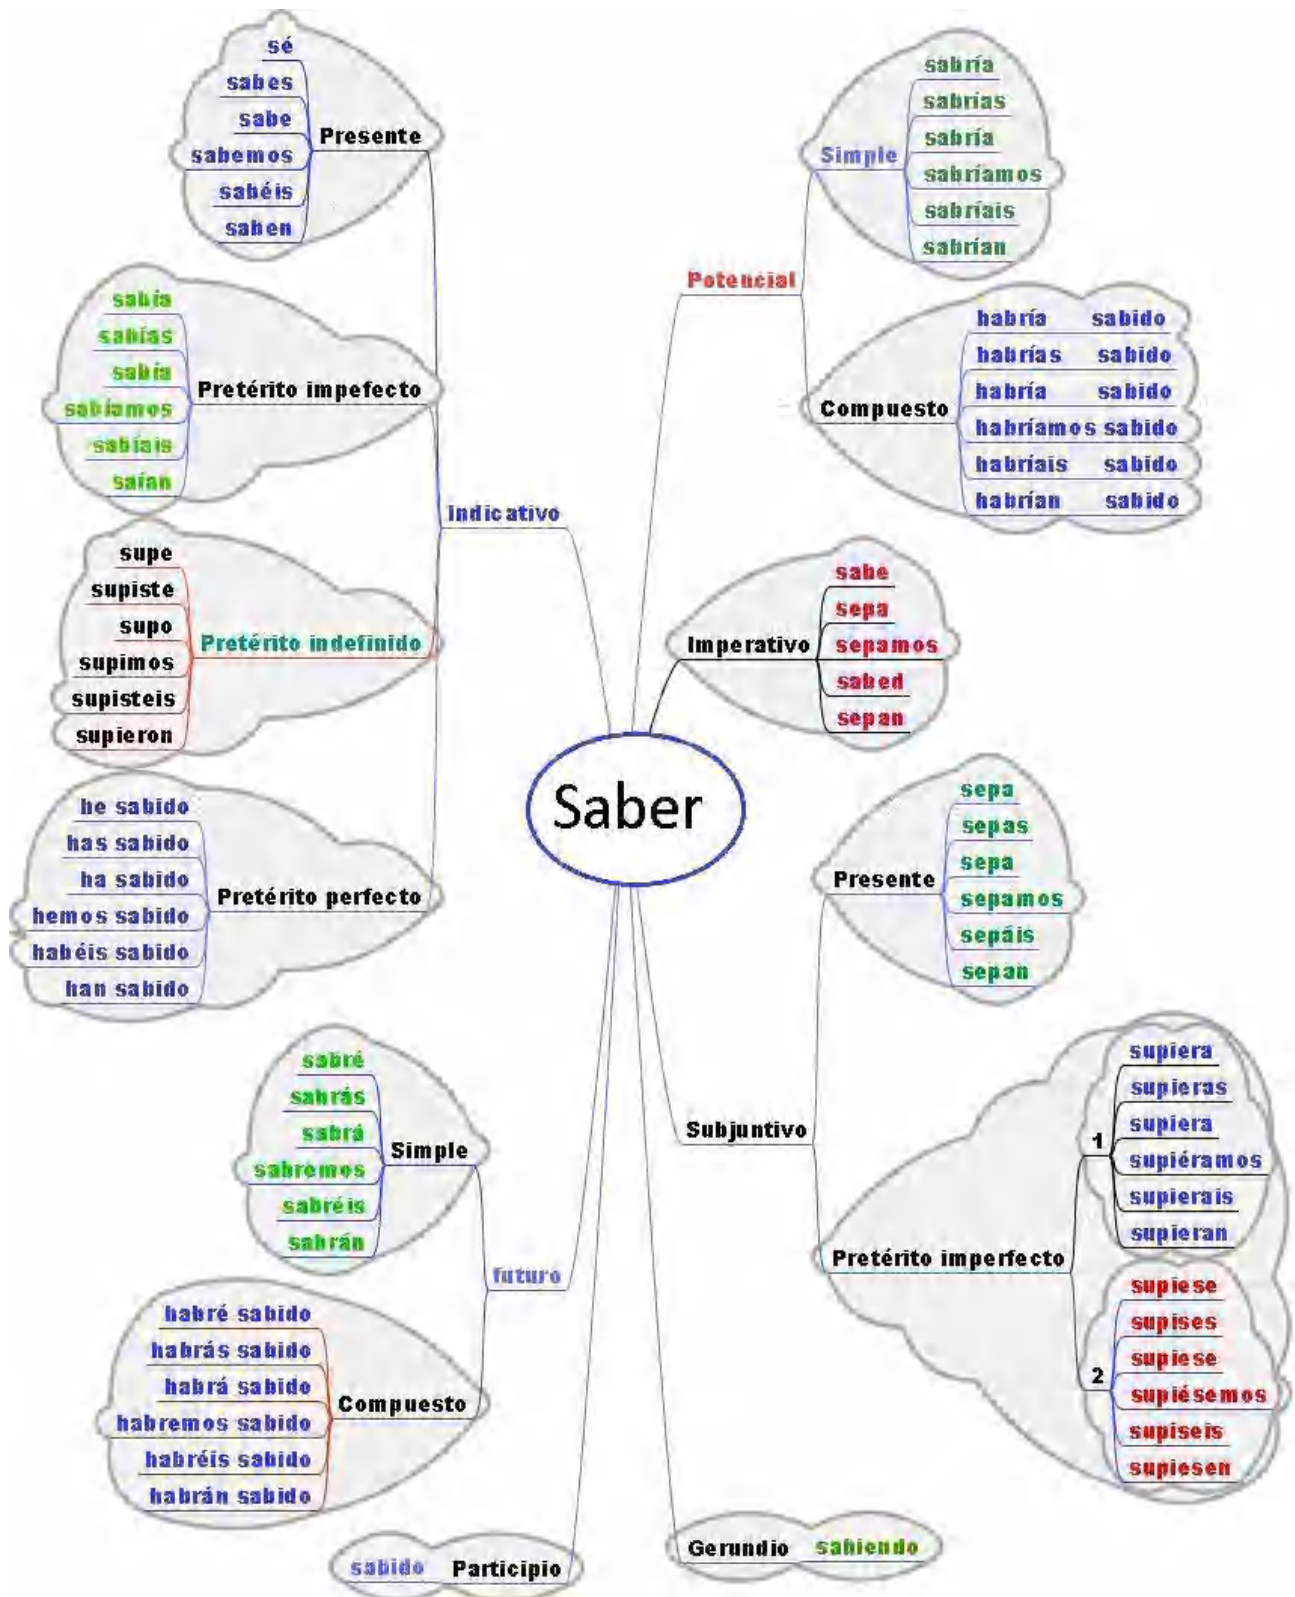 Saber
Indicativo
Presente
sé
sabes
sabe
sabemos
sabéis
saben
Pretérito impefecto
sabía
sabías
sabía
sabíamos
sabíais
saían
Pretérito indefinido
supe
supiste
supo
supimos
supisteis
supieron
Pretérito perfecto
he sabido
has sabido
ha sabido
hemos sabido
habéis sabido
han sabido
futuro
Simple
sabré
sabrás
sabrá
sabremos
sabréis
sabrán
Compuesto
habré sabido
habrás sabido
habrá sabido
habremos sabido
habréis sabido
habrán sabido
Participio
sabido
Potencial
Simple
sabría
sabrías
sabría
sabríamos
sabríais
sabrían
Compuesto
habría sabido
habrías sabido
habría sabido
habríamos sabido
habríais sabido
habrían sabido
Imperativo
sabe
sepa
sepamos
sabed
sepan
Subjuntivo
Presente
sepa
sepas
sepa
sepamos
sepáis
sepan
Pretérito imperfecto
1
supiera
supieras
supiera
supiéramos
supierais
supieran
2
supiese
supises
supiese
supiésemos
supiseis
supiesen
Gerundio
sabiendo